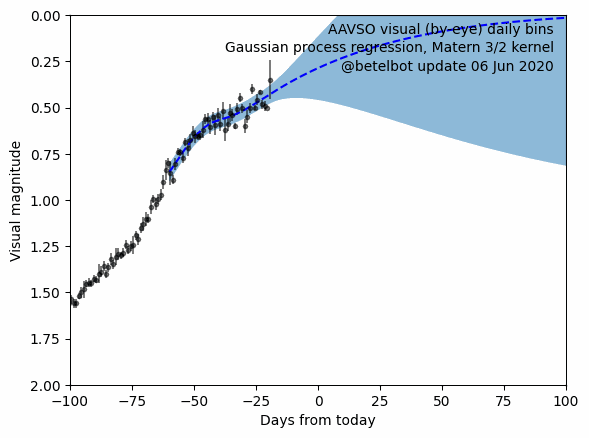 AAVSO visual (by-eye) daily bins
Gaussian process regression, Matern 3/2 kernel
@betelbot update 06 Jun 2020
Visual magnitude
0.00
0.25
0.50
0.75
1.00
1.25
1.50
1.75
2.00
−100 −75 −50 −25 0 25 50 75 100
Days from today